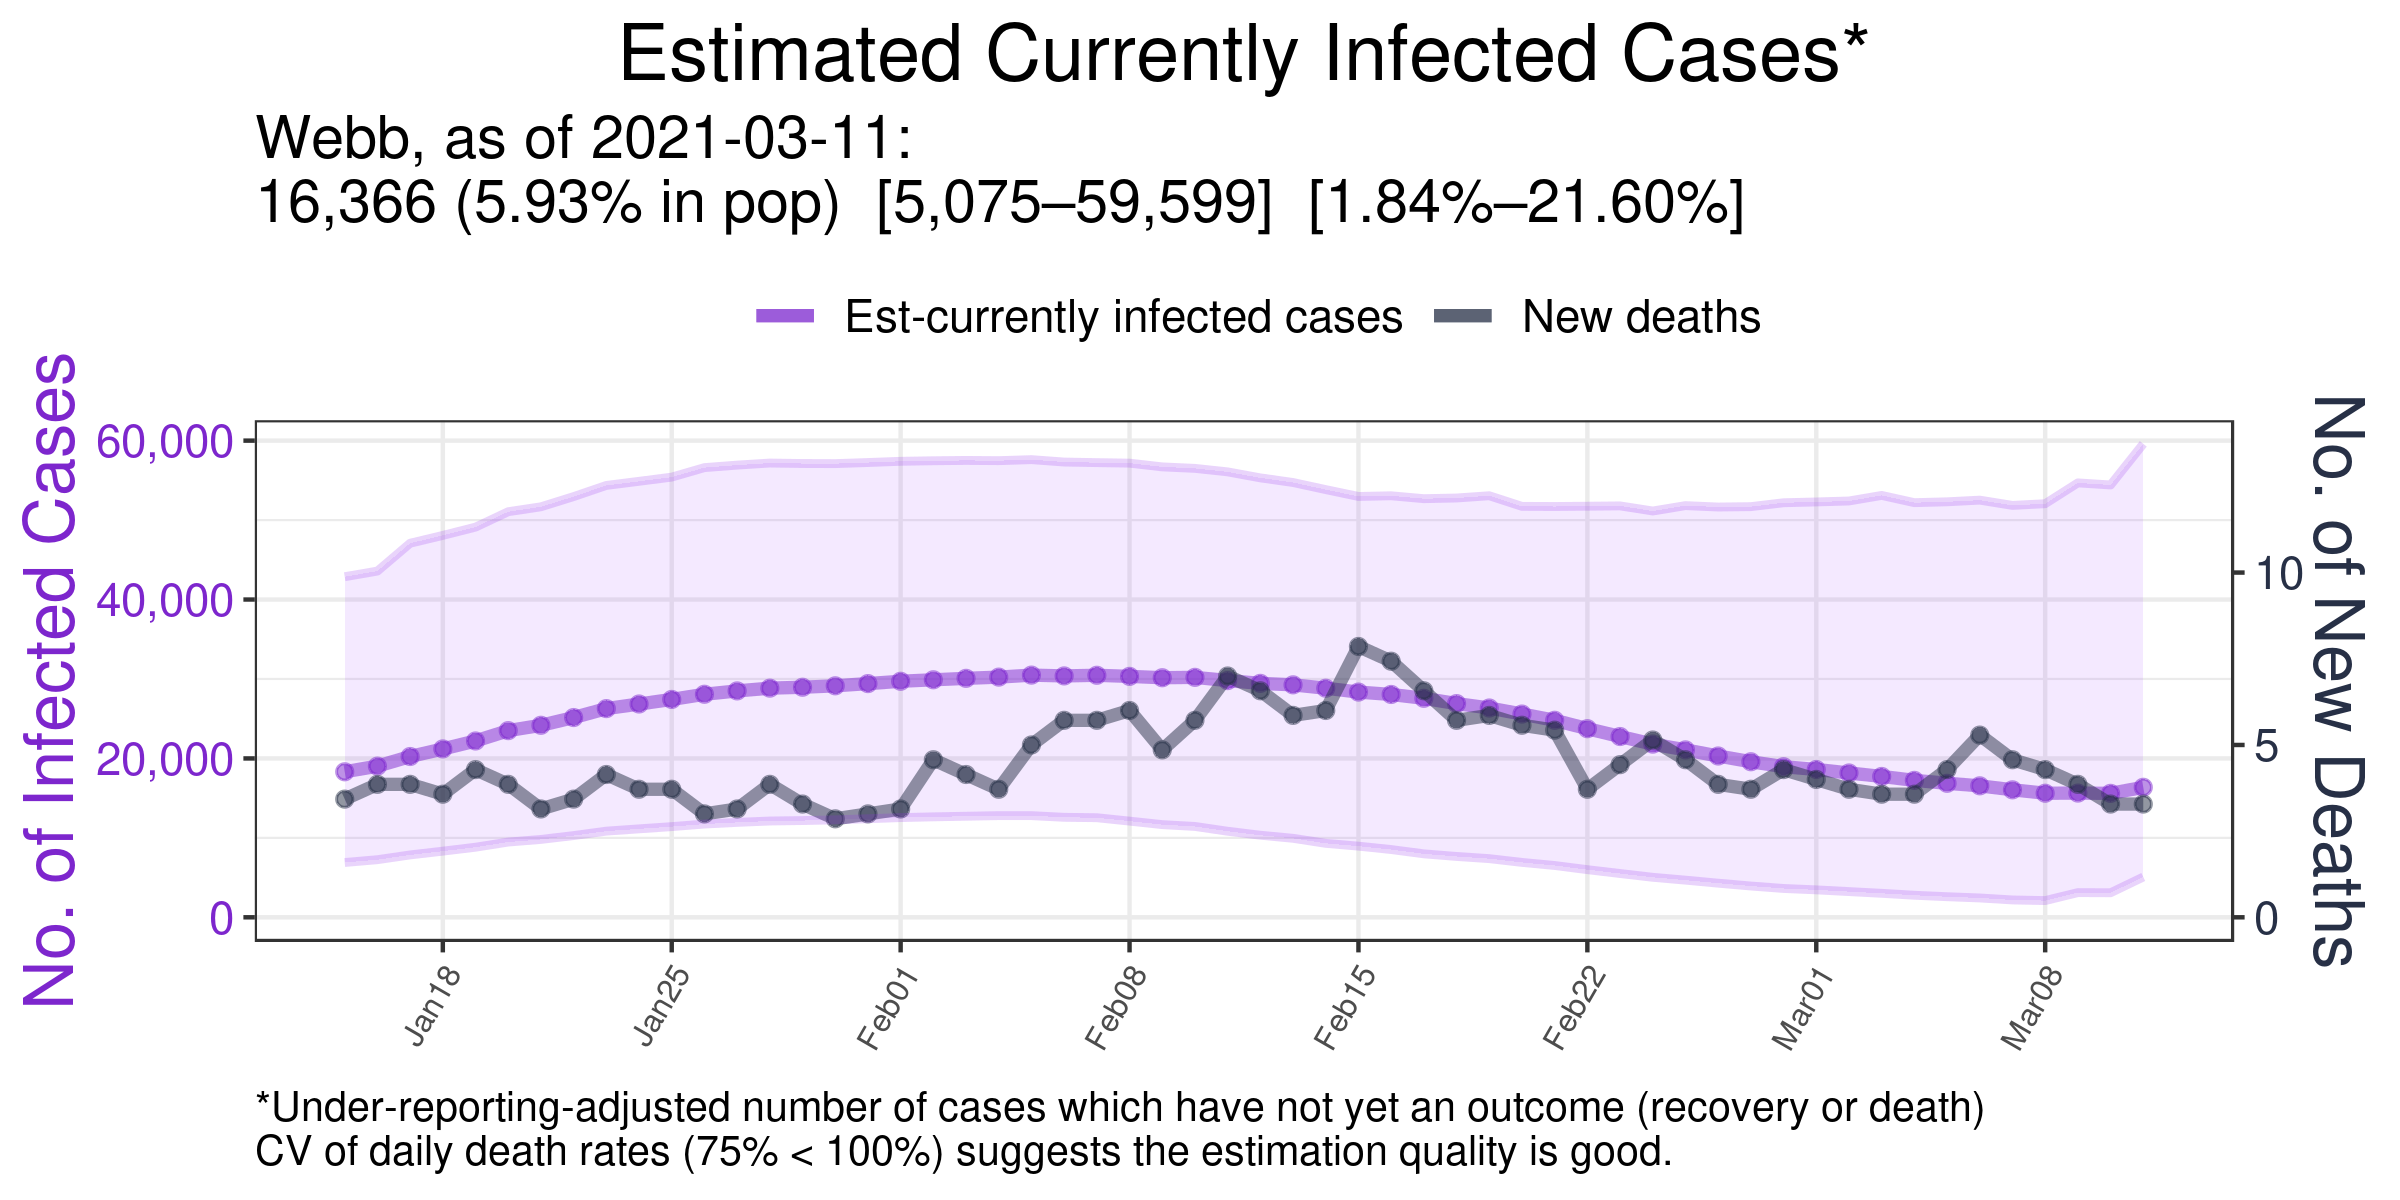 Estimated Currently Infected Cases*
Webb, as of 2021-03-11:
16,366 (5.93% in pop)  [5,075–59,599]  [1.84%–21.60%]
Est-currently infected cases
New deaths
No. of Infected Cases
60,000
40,000
20,000
0
10
5
0
No. of New Deaths
Jan18
Jan25
Feb01
Feb08
Feb15
Feb22
Mar01
Mar08
*Under-reporting-adjusted number of cases which have not yet an outcome (recovery or death)
CV of daily death rates (75% < 100%) suggests the estimation quality is good.